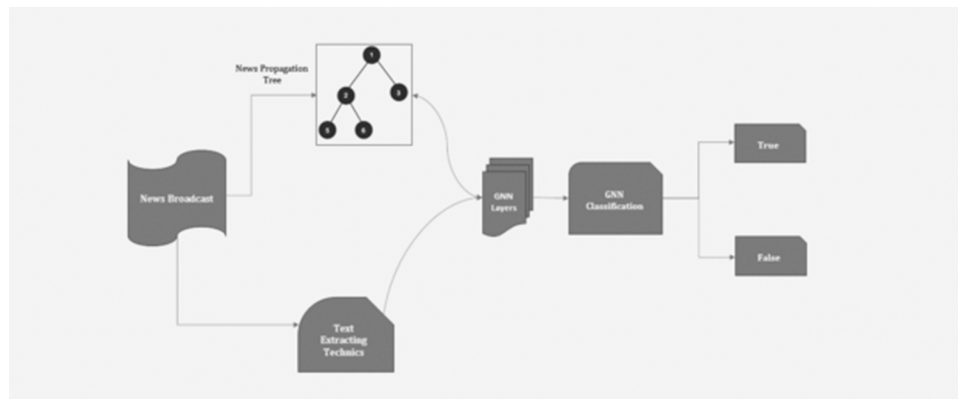 News Propagation
Tree
1
2
3
5
6
News Broadcast
GNN
Layers
GNN
Classification
True
False
Text
Extracting
Technics